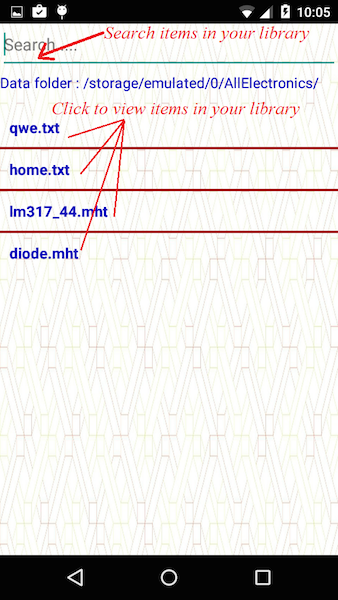 10:05
Search.... Search items in your library
Data folder : /storage/emulated/0/AllElectronics/
Click to view items in your library
qwe.txt
home.txt
lm317_44.mht
diode.mht